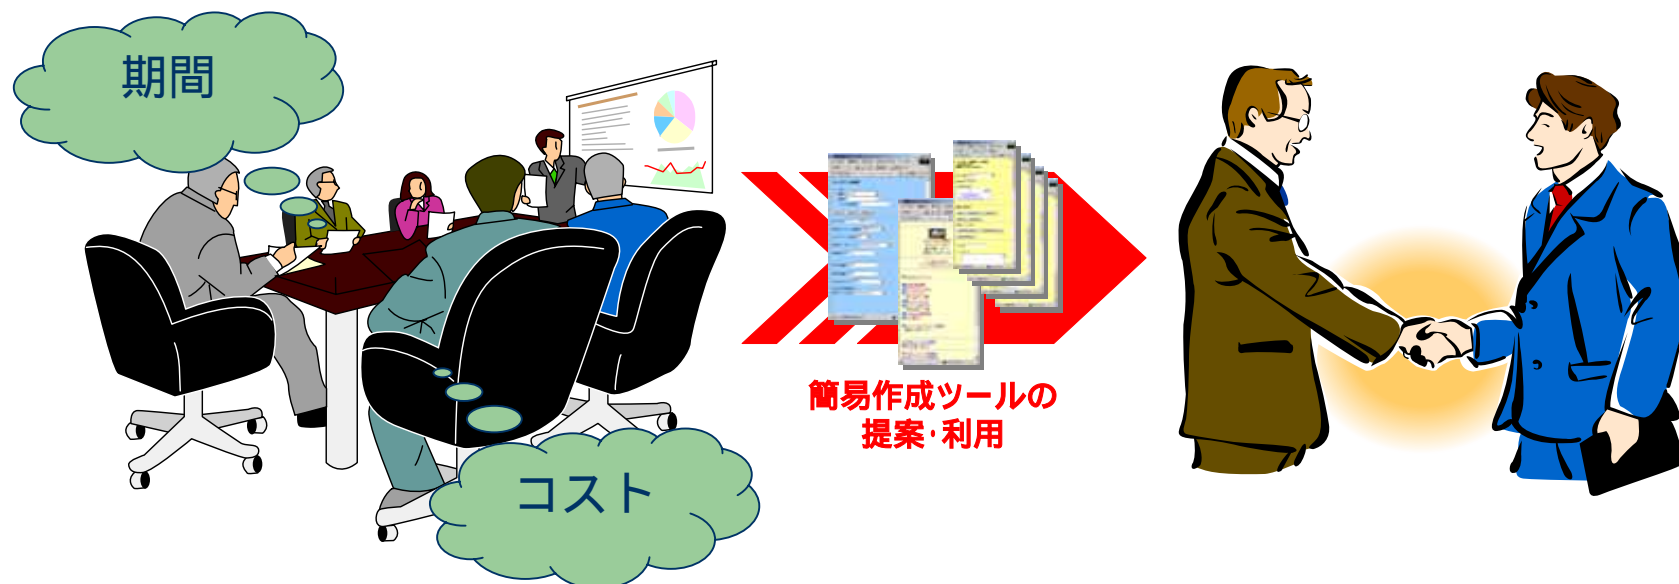 期間
コスト
簡易作成ツールの
提案・利用